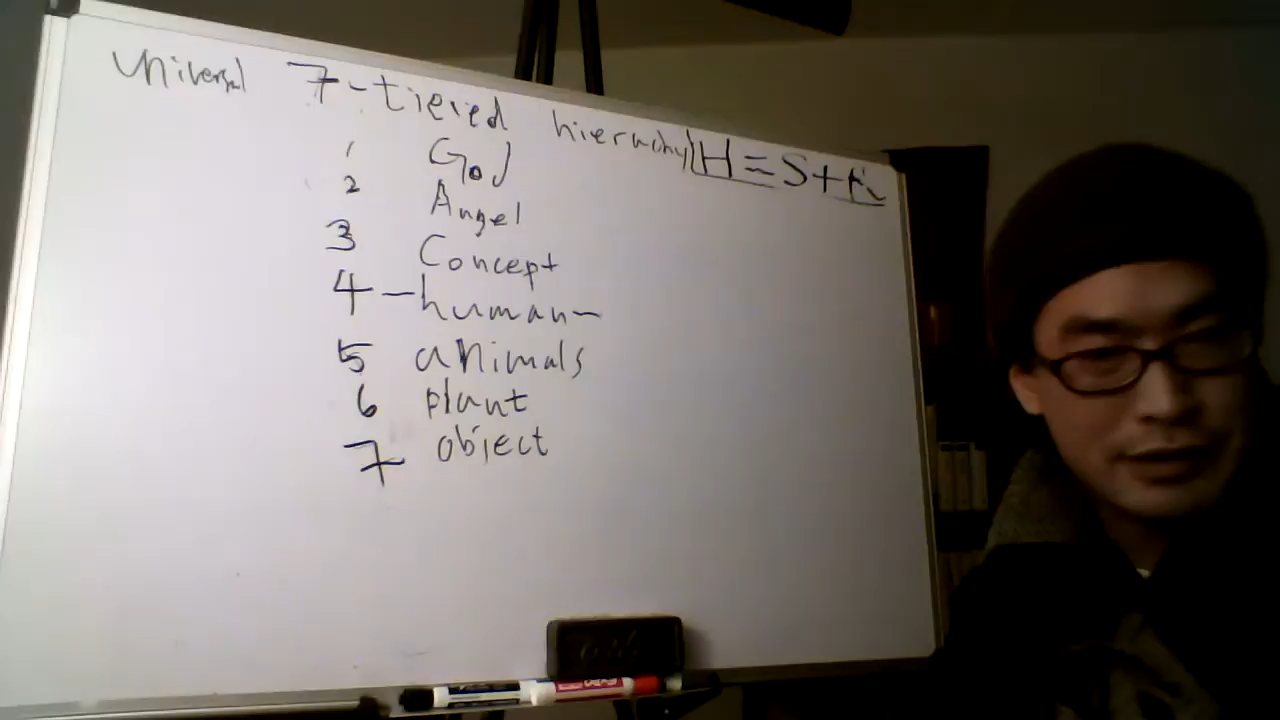 Universal 7-tiered hierarchy H = S + R
1 God
2 Angel
3 Concept
4 - human -
5 animals
6 plant
7 object